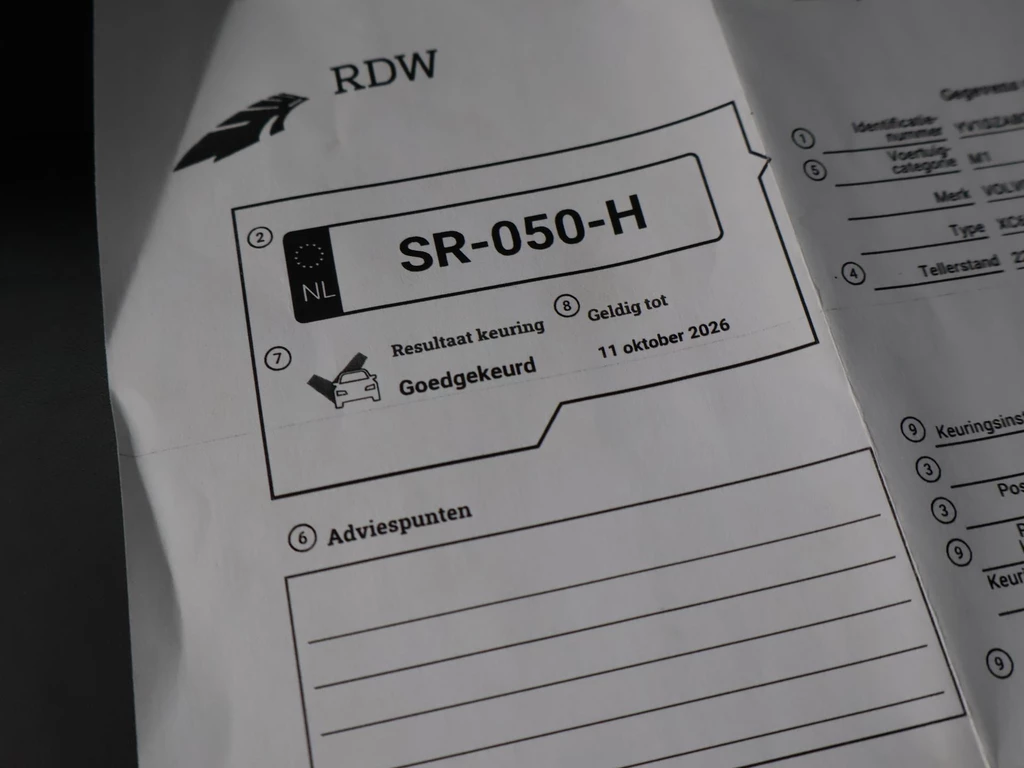 RDW
2
NL
SR-050-H
7
Resultaat keuring
Goedgekeurd
8
Geldig tot
11 oktober 2026
6 Adviespunten
Gegevens
1 Identificatie-
nummer
5 Voertuig-
categorie M1
Merk
Type
4 Tellerstand
9
3
3
9
9